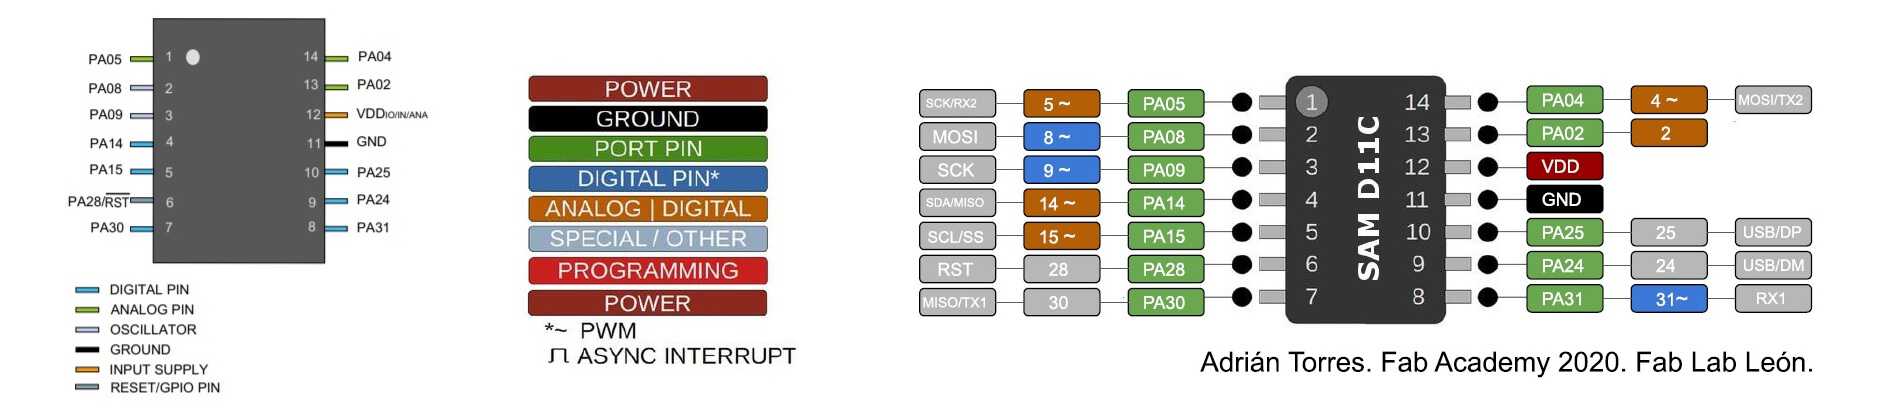 PA05 1 14 PA04
PA08 2 13 PA02
PA09 3 12 VDDIO/IN/ANA
PA14 4 11 GND
PA15 5 10 PA25
PA28/RST 6 9 PA24
PA30 7 8 PA31
DIGITAL PIN
ANALOG PIN
OSCILLATOR
GROUND
INPUT SUPPLY
RESET/GPIO PIN
POWER
GROUND
PORT PIN
DIGITAL PIN*
ANALOG | DIGITAL
SPECIAL / OTHER
PROGRAMMING
POWER
*~ PWM
ASYNC INTERRUPT
SCK/RX2 5 ~ PA05 1 14 PA04 4 ~ MOSI/TX2
MOSI 8 ~ PA08 2 13 PA02 2
SCK 9 ~ PA09 3 12 VDD
SDA/MISO 14 ~ PA14 4 11 GND
SCL/SS 15 ~ PA15 5 10 PA25 25 USB/DP
RST 28 PA28 6 9 PA24 24 USB/DM
MISO/TX1 30 PA30 7 8 PA31 31~ RX1
SAM D11C
Adrián Torres. Fab Academy 2020. Fab Lab León.